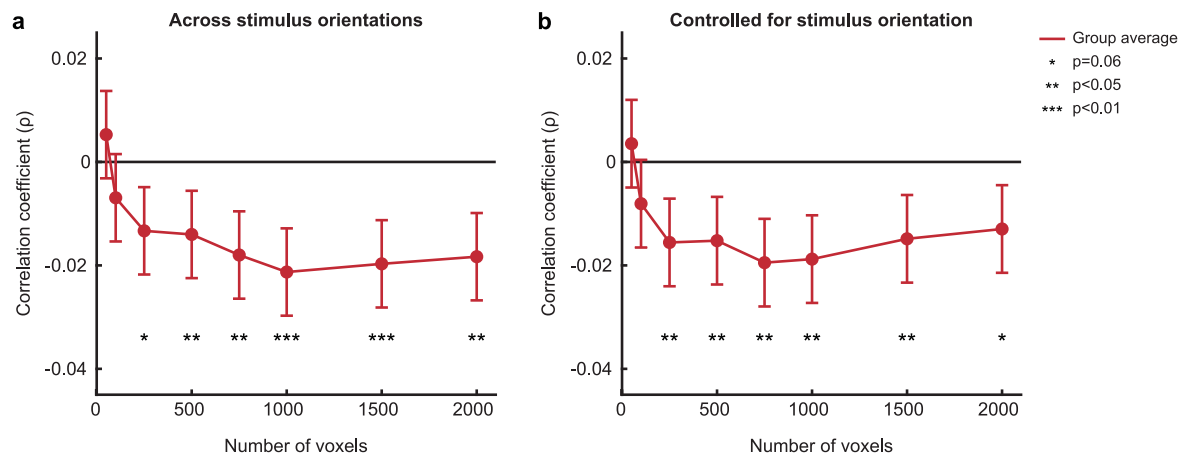 a
Across stimulus orientations
Correlation coefficient (ρ)
0.02
0
-0.02
-0.04
*
**
**
***
***
**
0
500
1000
1500
2000
Number of voxels
b
Controlled for stimulus orientation
Correlation coefficient (ρ)
0.02
0
-0.02
-0.04
**
**
**
**
**
*
0
500
1000
1500
2000
Number of voxels
Group average
* p=0.06
** p<0.05
*** p<0.01